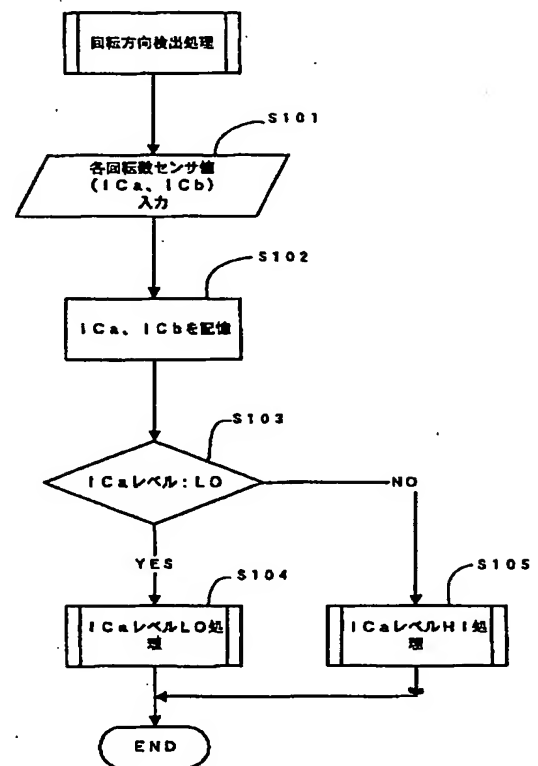 回転方向検出処理
S101
各回転数センサ値
(ICa、ICb)
入力
S102
ICa、ICbを記憶
S103
ICaレベル:LO
NO
YES
S104
S105
ICaレベルLO処
理
ICaレベルHI処
理
END